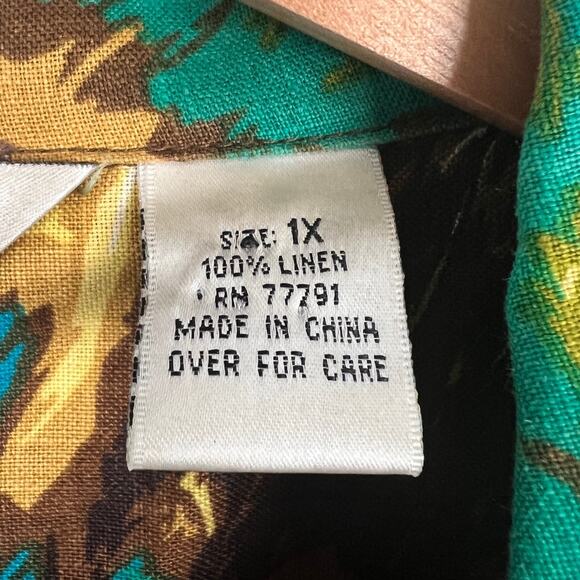 SIZE: 1X
100% LINEN
RN 77791
MADE IN CHINA
OVER FOR CARE